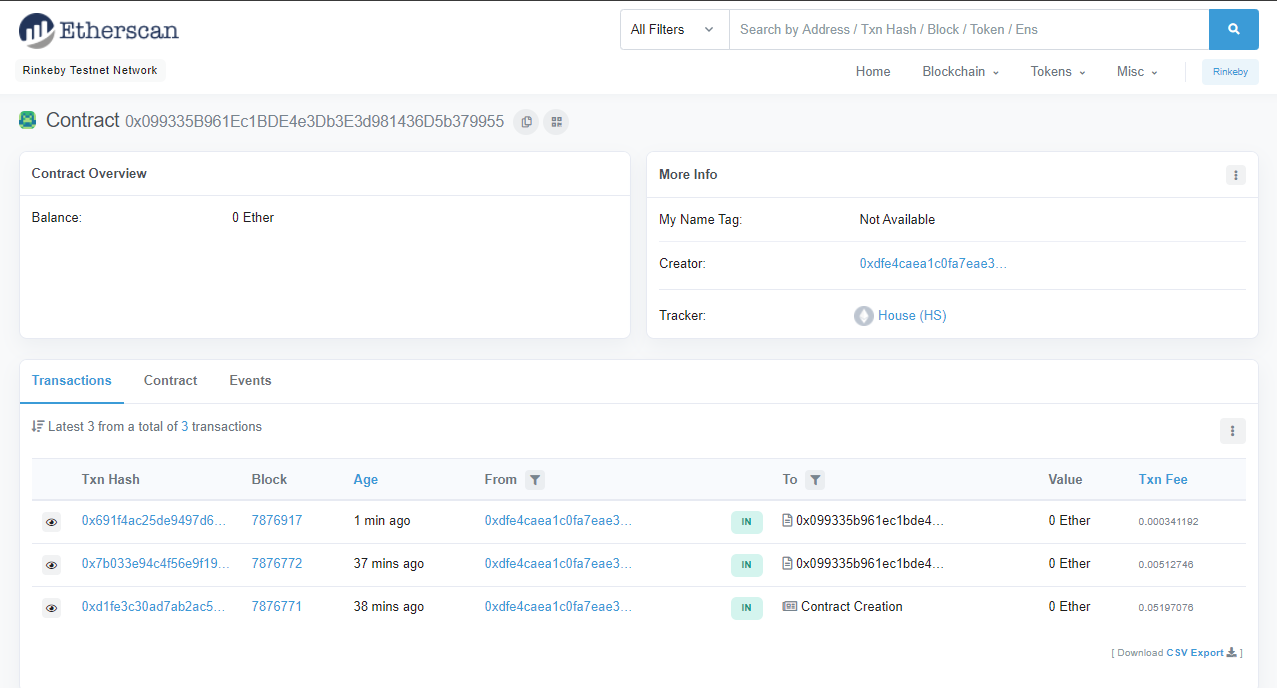 Etherscan
All Filters
Search by Address / Txn Hash / Block / Token / Ens
Rinkeby Testnet Network
Home Blockchain Tokens Misc Rinkeby
Contract 0x099335B961Ec1BDE4e3Db3E3d981436D5b379955
Contract Overview
Balance: 0 Ether
More Info
My Name Tag: Not Available
Creator: 0xdfe4caea1c0fa7eae3...
Tracker: House (HS)
Transactions Contract Events
Latest 3 from a total of 3 transactions
Txn Hash Block Age From To Value Txn Fee
0x691f4ac25de9497d6... 7876917 1 min ago 0xdfe4caea1c0fa7eae3... IN 0x099335b961ec1bde4... 0 Ether 0.000341192
0x7b033e94c4f56e9f19... 7876772 37 mins ago 0xdfe4caea1c0fa7eae3... IN 0x099335b961ec1bde4... 0 Ether 0.00512746
0xd1fe3c30ad7ab2ac5... 7876771 38 mins ago 0xdfe4caea1c0fa7eae3... IN Contract Creation 0 Ether 0.05197076
[ Download CSV Export ]